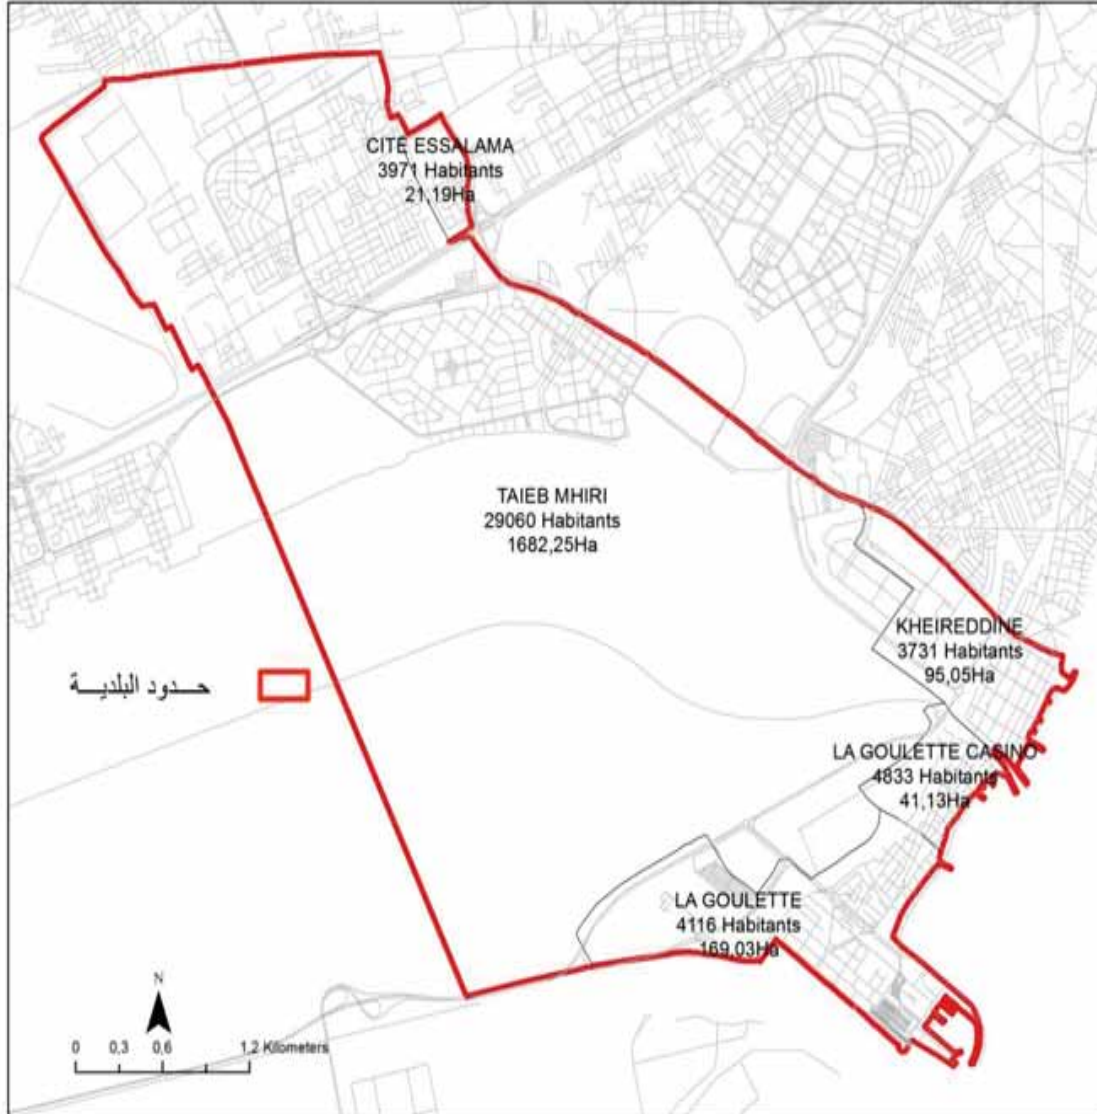 CITE ESSALAMA
3971 Habitants
21,19Ha
TAIEB MHIRI
29060 Habitants
1682,25Ha
KHEIREDDINE
3731 Habitants
95,05Ha
حـــدود البلديـــة
LA GOULETTE CASINO
4833 Habitants
41,13Ha
LA GOULETTE
4116 Habitants
169,03Ha
N
0 0,3 0,6 1,2 Kilometers